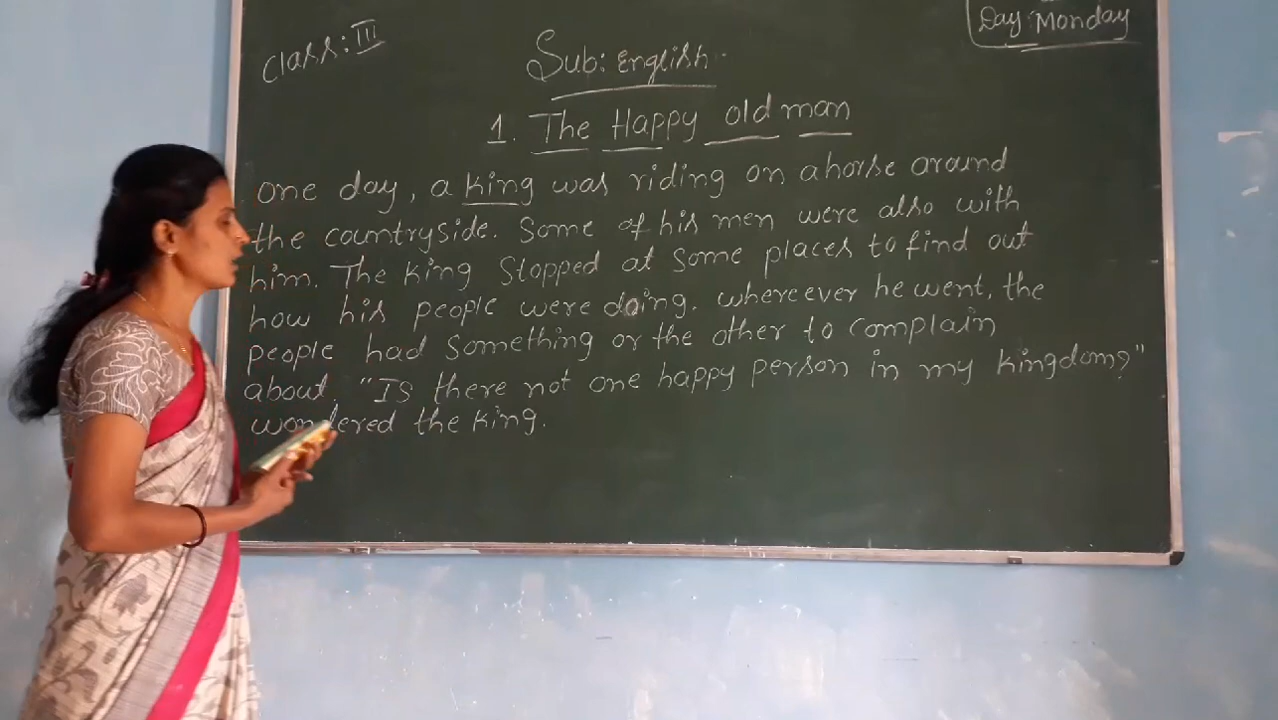 Class: III
Day: Monday
Sub: English
1. The Happy old man
One day, a king was riding on a horse around
the countryside. Some of his men were also with
him. The king stopped at some places to find out
how his people were doing. whereever he went, the
people had something or the other to complain
about. "Is there not one happy person in my kingdom?"
wondered the king.